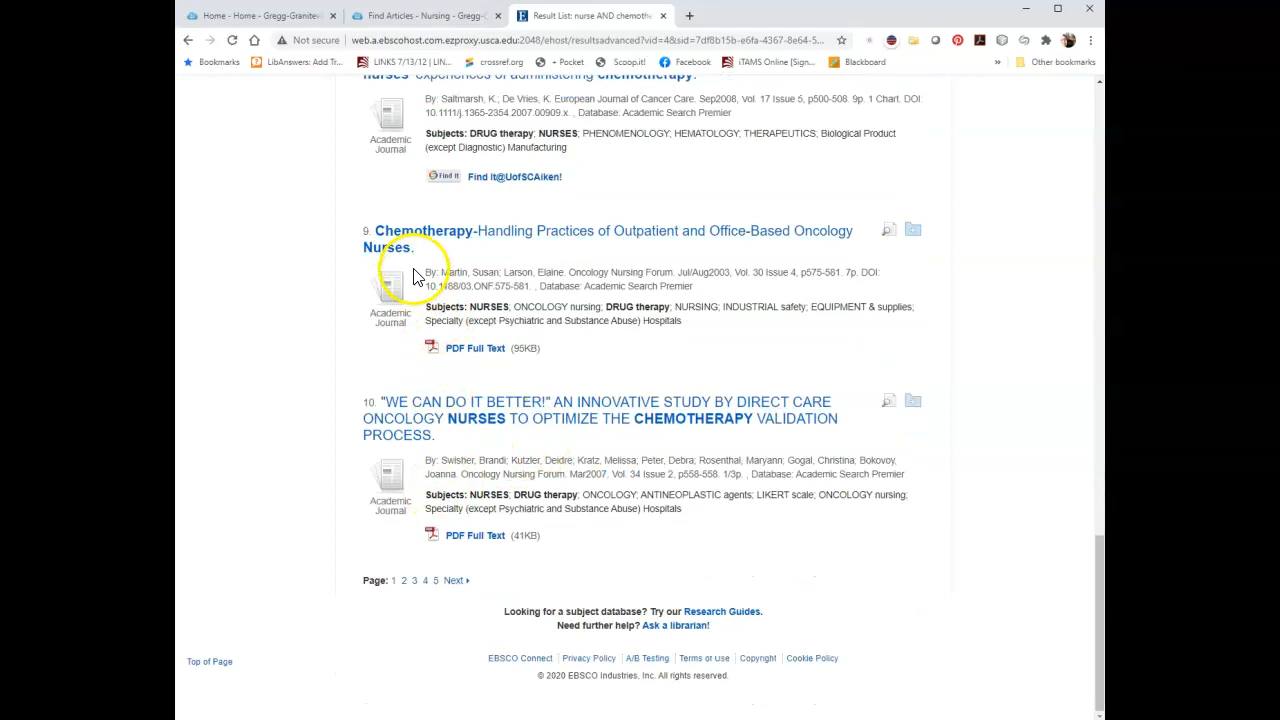 Home - Home - Gregg-Granitev
Find Articles - Nursing - Gregg-G
Result List: nurse AND chemothe
Not secure
web.a.ebscohost.com.ezproxy.usca.edu:2048/ehost/resultsadvanced?vid=4&sid=7df8b15b-e6fa-4367-8e64-5...
Bookmarks
LibAnswers: Add Tr...
LINKS 7/13/12 | LIN...
crossref.org
+ Pocket
Scoop.it!
Facebook
iTAMS Online [Sign...
Blackboard
»
Other bookmarks
nurses' experiences of administering chemotherapy.
By: Saltmarsh, K.; De Vries, K. European Journal of Cancer Care. Sep2008, Vol. 17 Issue 5, p500-508. 9p. 1 Chart. DOI:
10.1111/j.1365-2354.2007.00909.x. , Database: Academic Search Premier
Academic
Journal
Subjects: DRUG therapy; NURSES; PHENOMENOLOGY; HEMATOLOGY; THERAPEUTICS; Biological Product
(except Diagnostic) Manufacturing
Find It
Find It@UofSCAiken!
9. Chemotherapy-Handling Practices of Outpatient and Office-Based Oncology
Nurses.
By: Martin, Susan; Larson, Elaine. Oncology Nursing Forum. Jul/Aug2003, Vol. 30 Issue 4, p575-581. 7p. DOI:
10.1188/03.ONF.575-581. , Database: Academic Search Premier
Academic
Journal
Subjects: NURSES; ONCOLOGY nursing; DRUG therapy; NURSING; INDUSTRIAL safety; EQUIPMENT & supplies;
Specialty (except Psychiatric and Substance Abuse) Hospitals
PDF Full Text (95KB)
10. "WE CAN DO IT BETTER!" AN INNOVATIVE STUDY BY DIRECT CARE
ONCOLOGY NURSES TO OPTIMIZE THE CHEMOTHERAPY VALIDATION
PROCESS.
By: Swisher, Brandi; Kutzler, Deidre; Kratz, Melissa; Peter, Debra; Rosenthal, Maryann; Gogal, Christina; Bokovoy,
Joanna. Oncology Nursing Forum. Mar2007, Vol. 34 Issue 2, p558-558. 1/3p. , Database: Academic Search Premier
Academic
Journal
Subjects: NURSES; DRUG therapy; ONCOLOGY; ANTINEOPLASTIC agents; LIKERT scale; ONCOLOGY nursing;
Specialty (except Psychiatric and Substance Abuse) Hospitals
PDF Full Text (41KB)
Page: 1 2 3 4 5 Next
Looking for a subject database? Try our Research Guides.
Need further help? Ask a librarian!
Top of Page
EBSCO Connect | Privacy Policy | A/B Testing | Terms of Use | Copyright | Cookie Policy
© 2020 EBSCO Industries, Inc. All rights reserved.